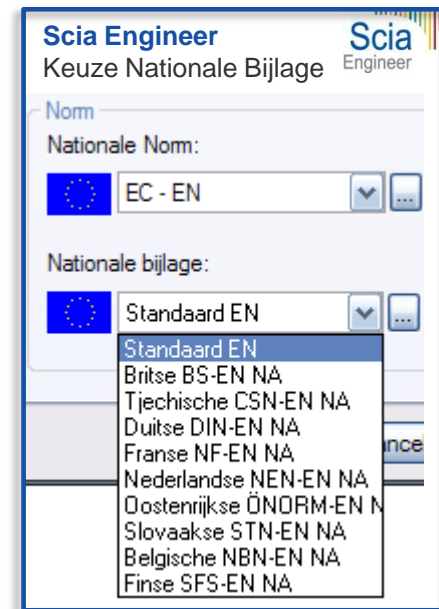 Scia Engineer
Keuze Nationale Bijlage
Scia
Engineer
Norm
Nationale Norm:
EC - EN
...
Nationale bijlage:
Standaard EN
...
Standaard EN
Britse BS-EN NA
Tjechische CSN-EN NA
Duitse DIN-EN NA
Franse NF-EN NA
ncel
Nederlandse NEN-EN NA
Oostenrijkse ÖNORM-EN N
Slovaakse STN-EN NA
Belgische NBN-EN NA
Finse SFS-EN NA